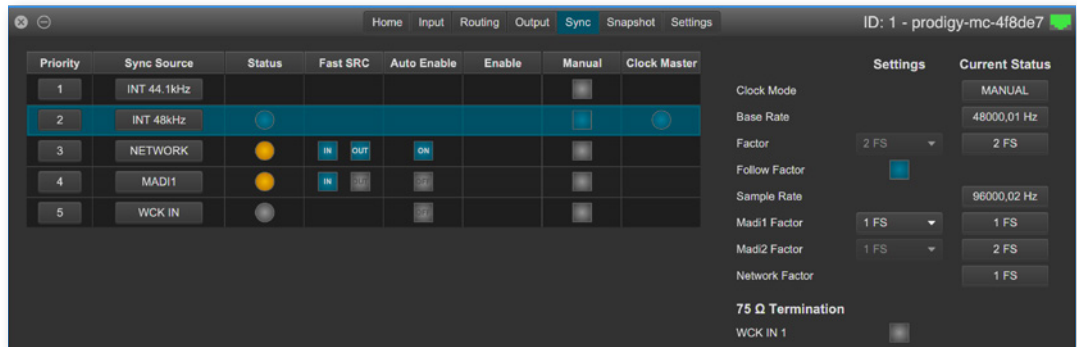 Home Input Routing Output Sync Snapshot Settings ID: 1 - prodigy-mc-4f8de7
Priority Sync Source Status Fast SRC Auto Enable Enable Manual Clock Master
1 INT 44.1kHz
2 INT 48kHz
3 NETWORK IN OUT ON
4 MADI1 IN OUT OFF
5 WCK IN OFF
Settings Current Status
Clock Mode MANUAL
Base Rate 48000,01 Hz
Factor 2 FS 2 FS
Follow Factor
Sample Rate 96000,02 Hz
Madi1 Factor 1 FS 1 FS
Madi2 Factor 1 FS 2 FS
Network Factor 1 FS
75 Ω Termination
WCK IN 1